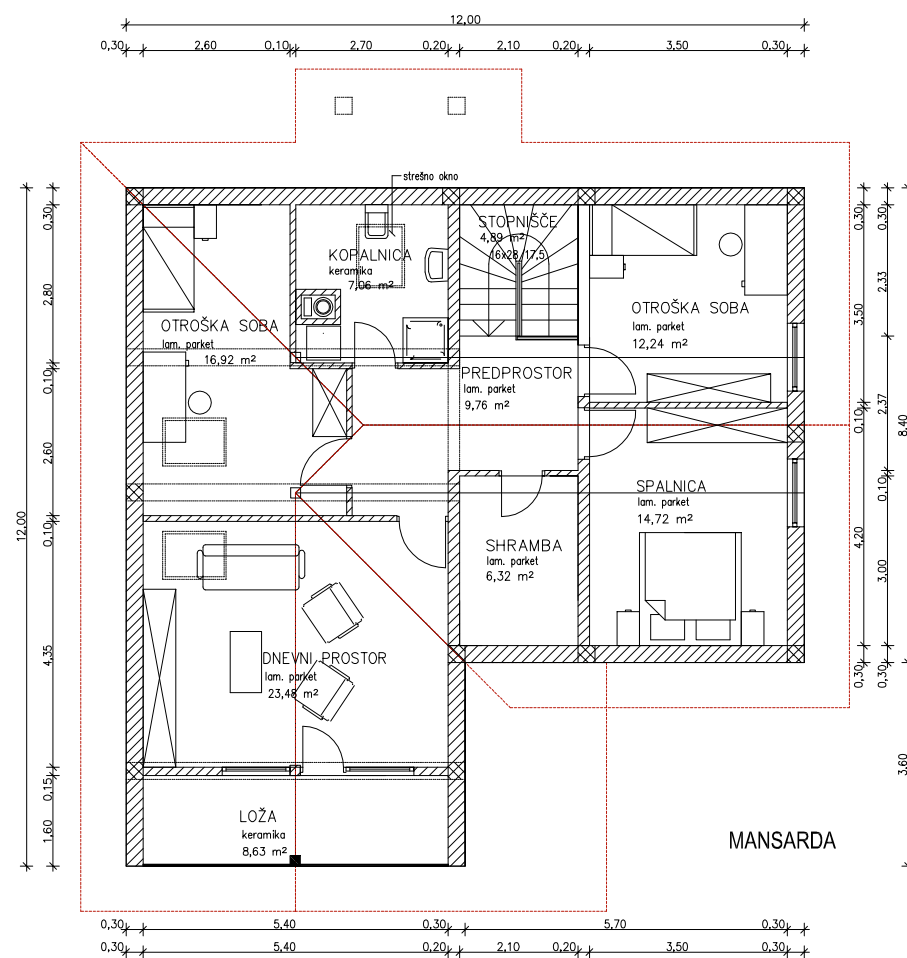 12,00
0,30 2,60 0,10 2,70 0,20 2,10 0,20 3,50 0,30
strešno okno
STOPNIŠČE
4,89 m²
16x28/17,5
KOPALNICA
keramika
7,06 m²
OTROŠKA SOBA
lam. parket
16,92 m²
OTROŠKA SOBA
lam. parket
12,24 m²
PREDPROSTOR
lam. parket
9,76 m²
SPALNICA
lam. parket
14,72 m²
SHRAMBA
lam. parket
6,32 m²
DNEVNI PROSTOR
lam. parket
23,48 m²
LOŽA
keramika
8,63 m²
MANSARDA
12,00
0,30
2,80
0,10
2,60
0,10
4,35
0,15
1,60
0,30
3,50
0,10
4,20
0,30
0,30
2,33
2,37
0,10
3,00
0,30
8,40
3,60
0,30 5,40 0,30 5,70 0,30
0,30 5,40 0,20 2,10 0,20 3,50 0,30